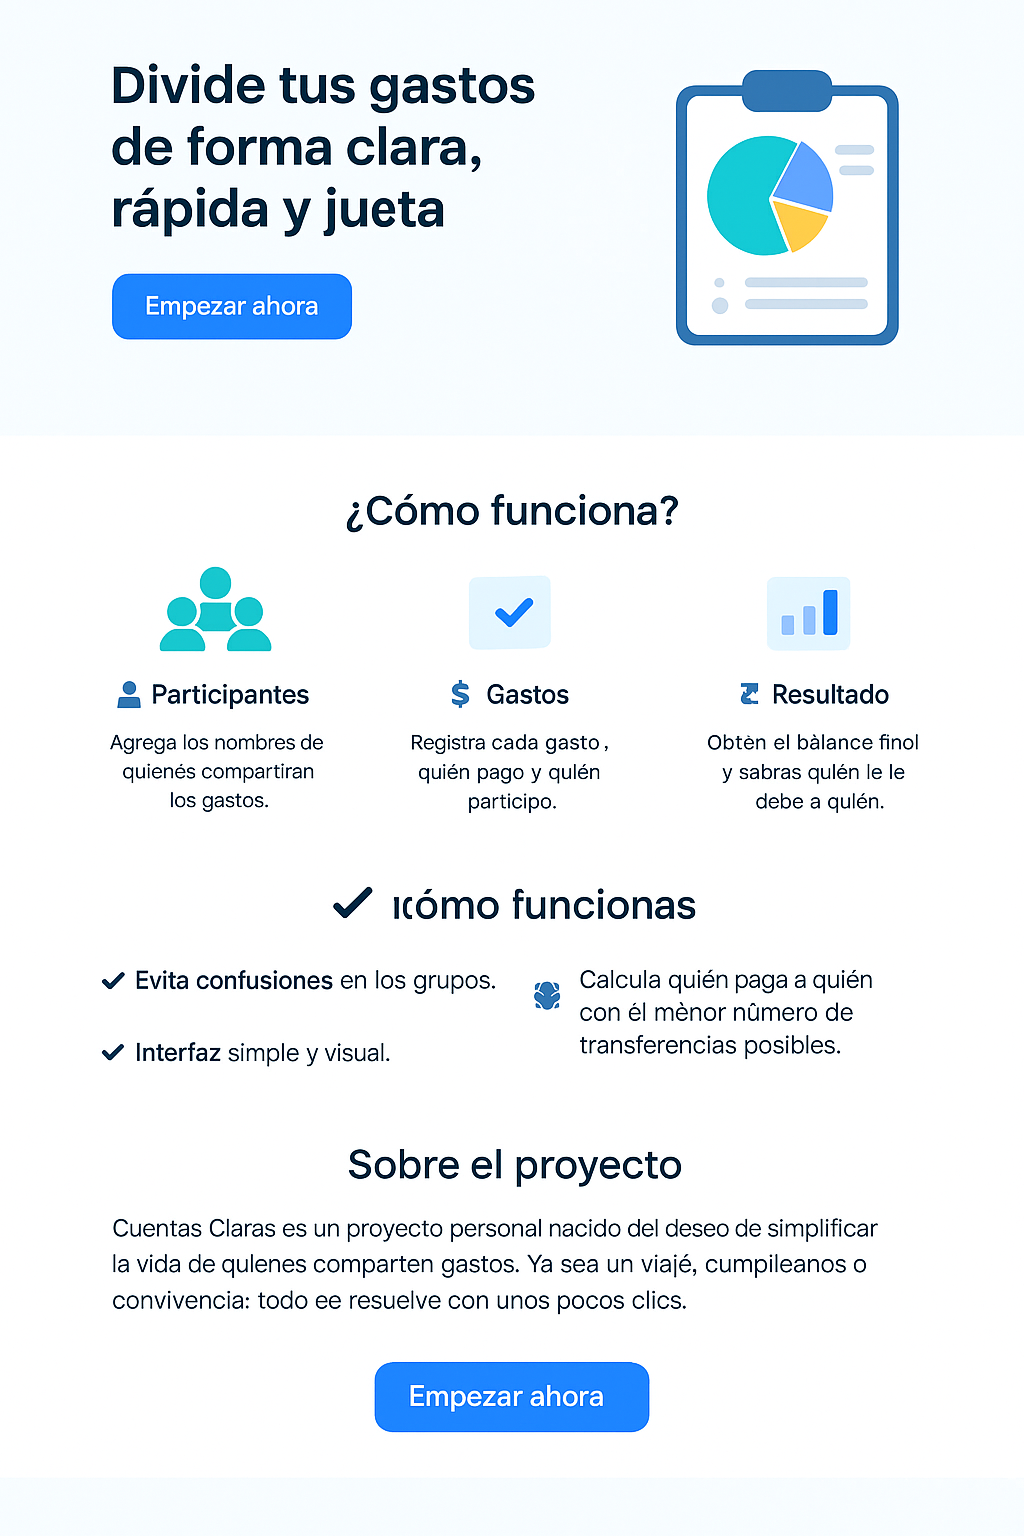 Divide tus gastos
de forma clara,
rápida y jueta
Empezar ahora
¿Cómo funciona?
Participantes
Agrega los nombres de
quienés compartiran
los gastos.
$ Gastos
Registra cada gasto,
quién pago y qulén
participo.
Resultado
Obtèn el bàlance finol
y sabras qulén le le
debe a qulén.
ıcómo funcionas
Evita confusiones en los grupos.
Interfaz simple y visual.
Calcula quién paga a quién
con él mènor nûmero de
transferencias posibles.
Sobre el proyecto
Cuentas Claras es un proyecto personal nacido del deseo de simplificar
la vida de qulenes comparten gastos. Ya sea un viajé, cumpileanos o
convivencia: todo ee resuelve con unos pocos clics.
Empezar ahora